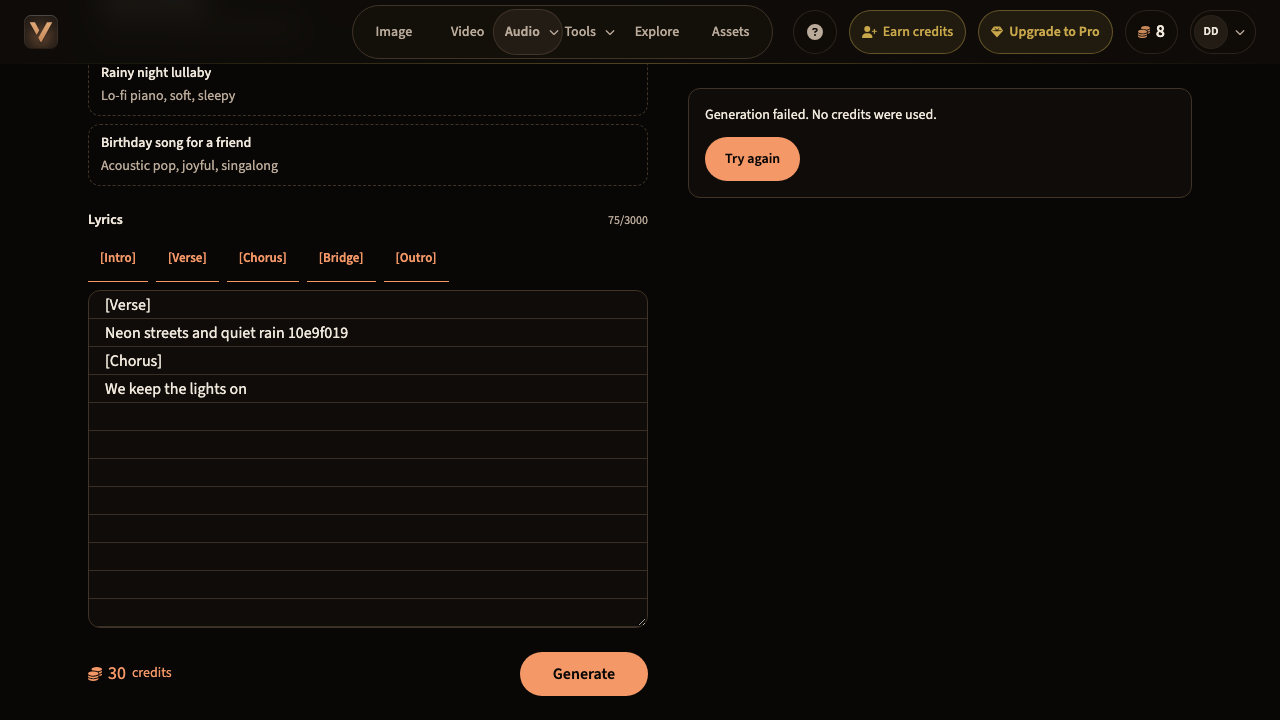 Image Video Audio Tools Explore Assets ? Earn credits Upgrade to Pro 8 DD
Rainy night lullaby
Lo-fi piano, soft, sleepy
Birthday song for a friend
Acoustic pop, joyful, singalong
Generation failed. No credits were used.
Try again
Lyrics 75/3000
[Intro] [Verse] [Chorus] [Bridge] [Outro]
[Verse]
Neon streets and quiet rain 10e9f019
[Chorus]
We keep the lights on
30 credits Generate